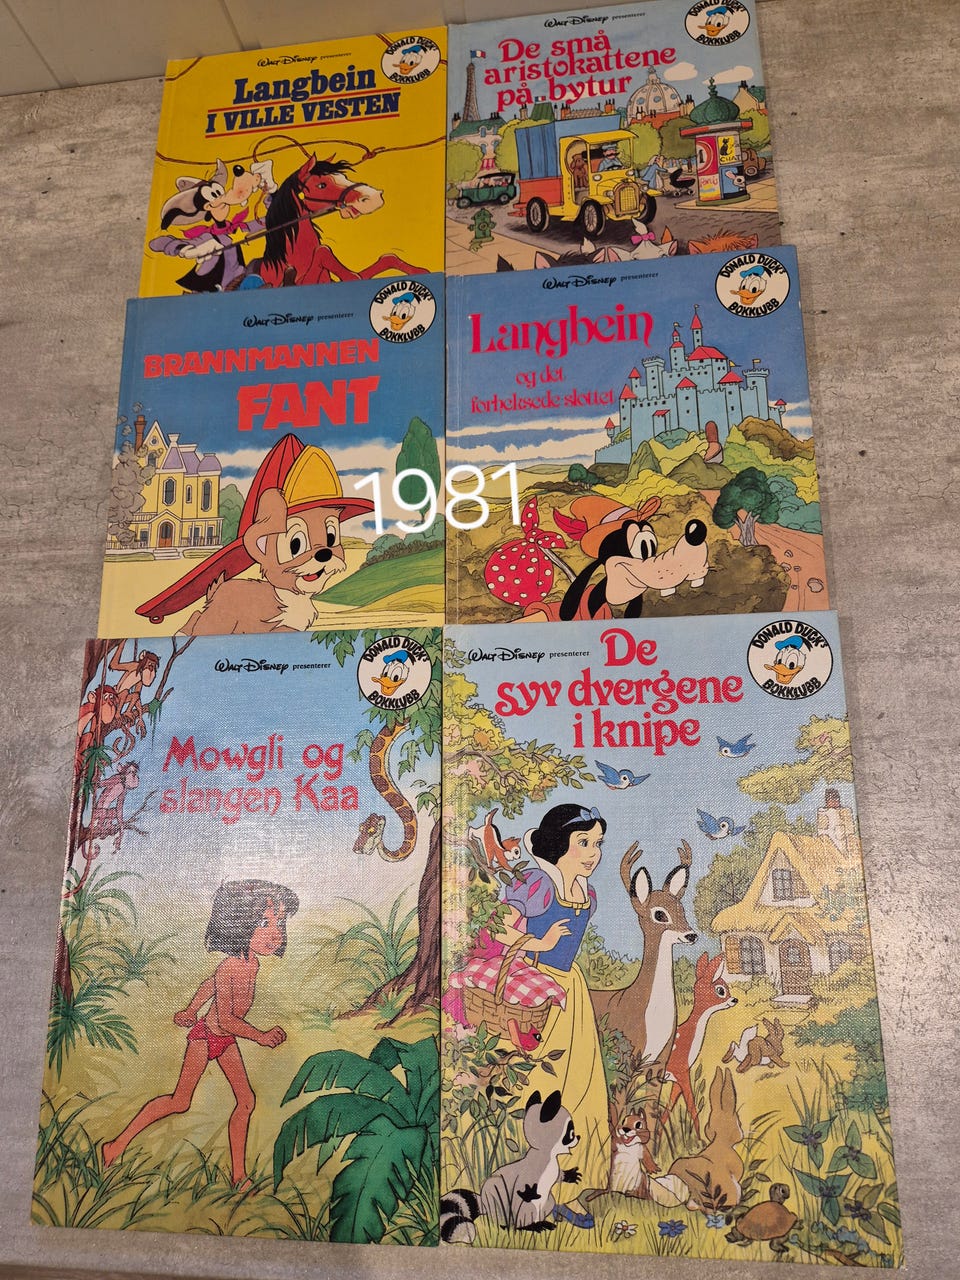 Walt Disney presenterer
Langbein
I VILLE VESTEN
DONALD DUCK'S
BOKKLUBB
Walt Disney presenterer
De små
aristokattene
på bytur
DONALD DUCK'S
BOKKLUBB
CHAT
Walt Disney presenterer
BRANNMANNEN
FANT
DONALD DUCK'S
BOKKLUBB
Walt Disney presenterer
Langbein
og det
forheksede slottet
DONALD DUCK'S
BOKKLUBB
1981
Walt Disney presenterer
Mowgli og
slangen Kaa
DONALD DUCK'S
BOKKLUBB
Walt Disney presenterer
De
syv dvergene
i knipe
DONALD DUCK'S
BOKKLUBB